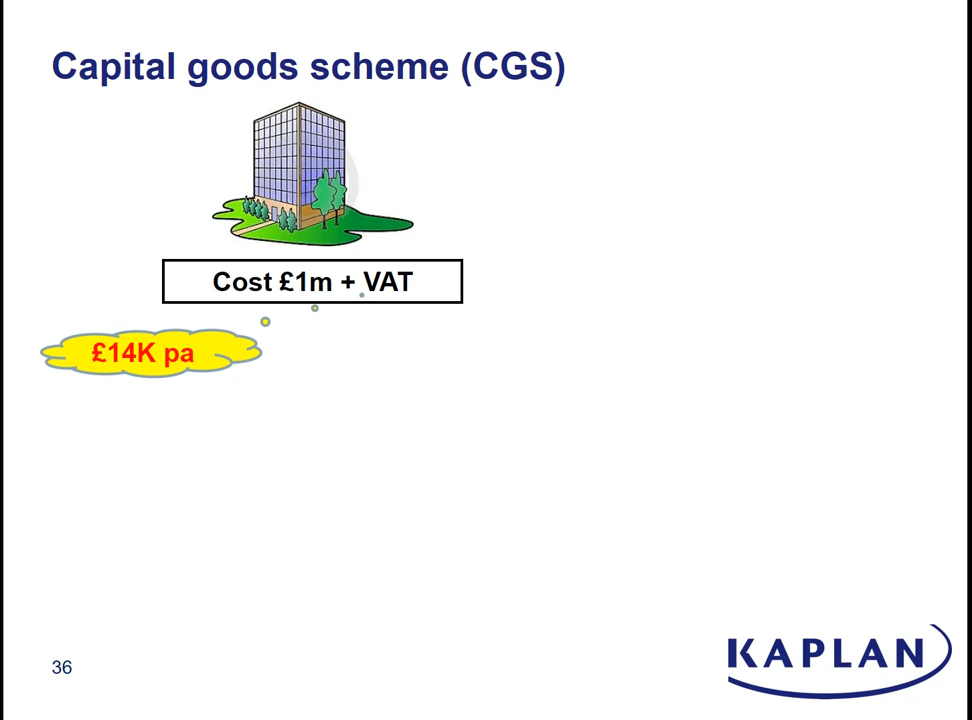 Capital goods scheme (CGS)
Cost £1m + VAT
£14K pa
36
KAPLAN